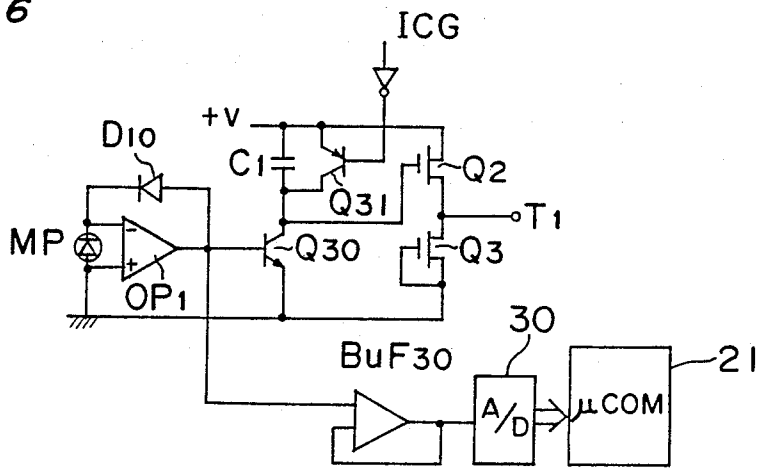 6
ICG
+V
D10
C1
Q31
Q2
T1
MP
-
+
OP1
Q30
Q3
BuF30
30
21
A/D
μCOM